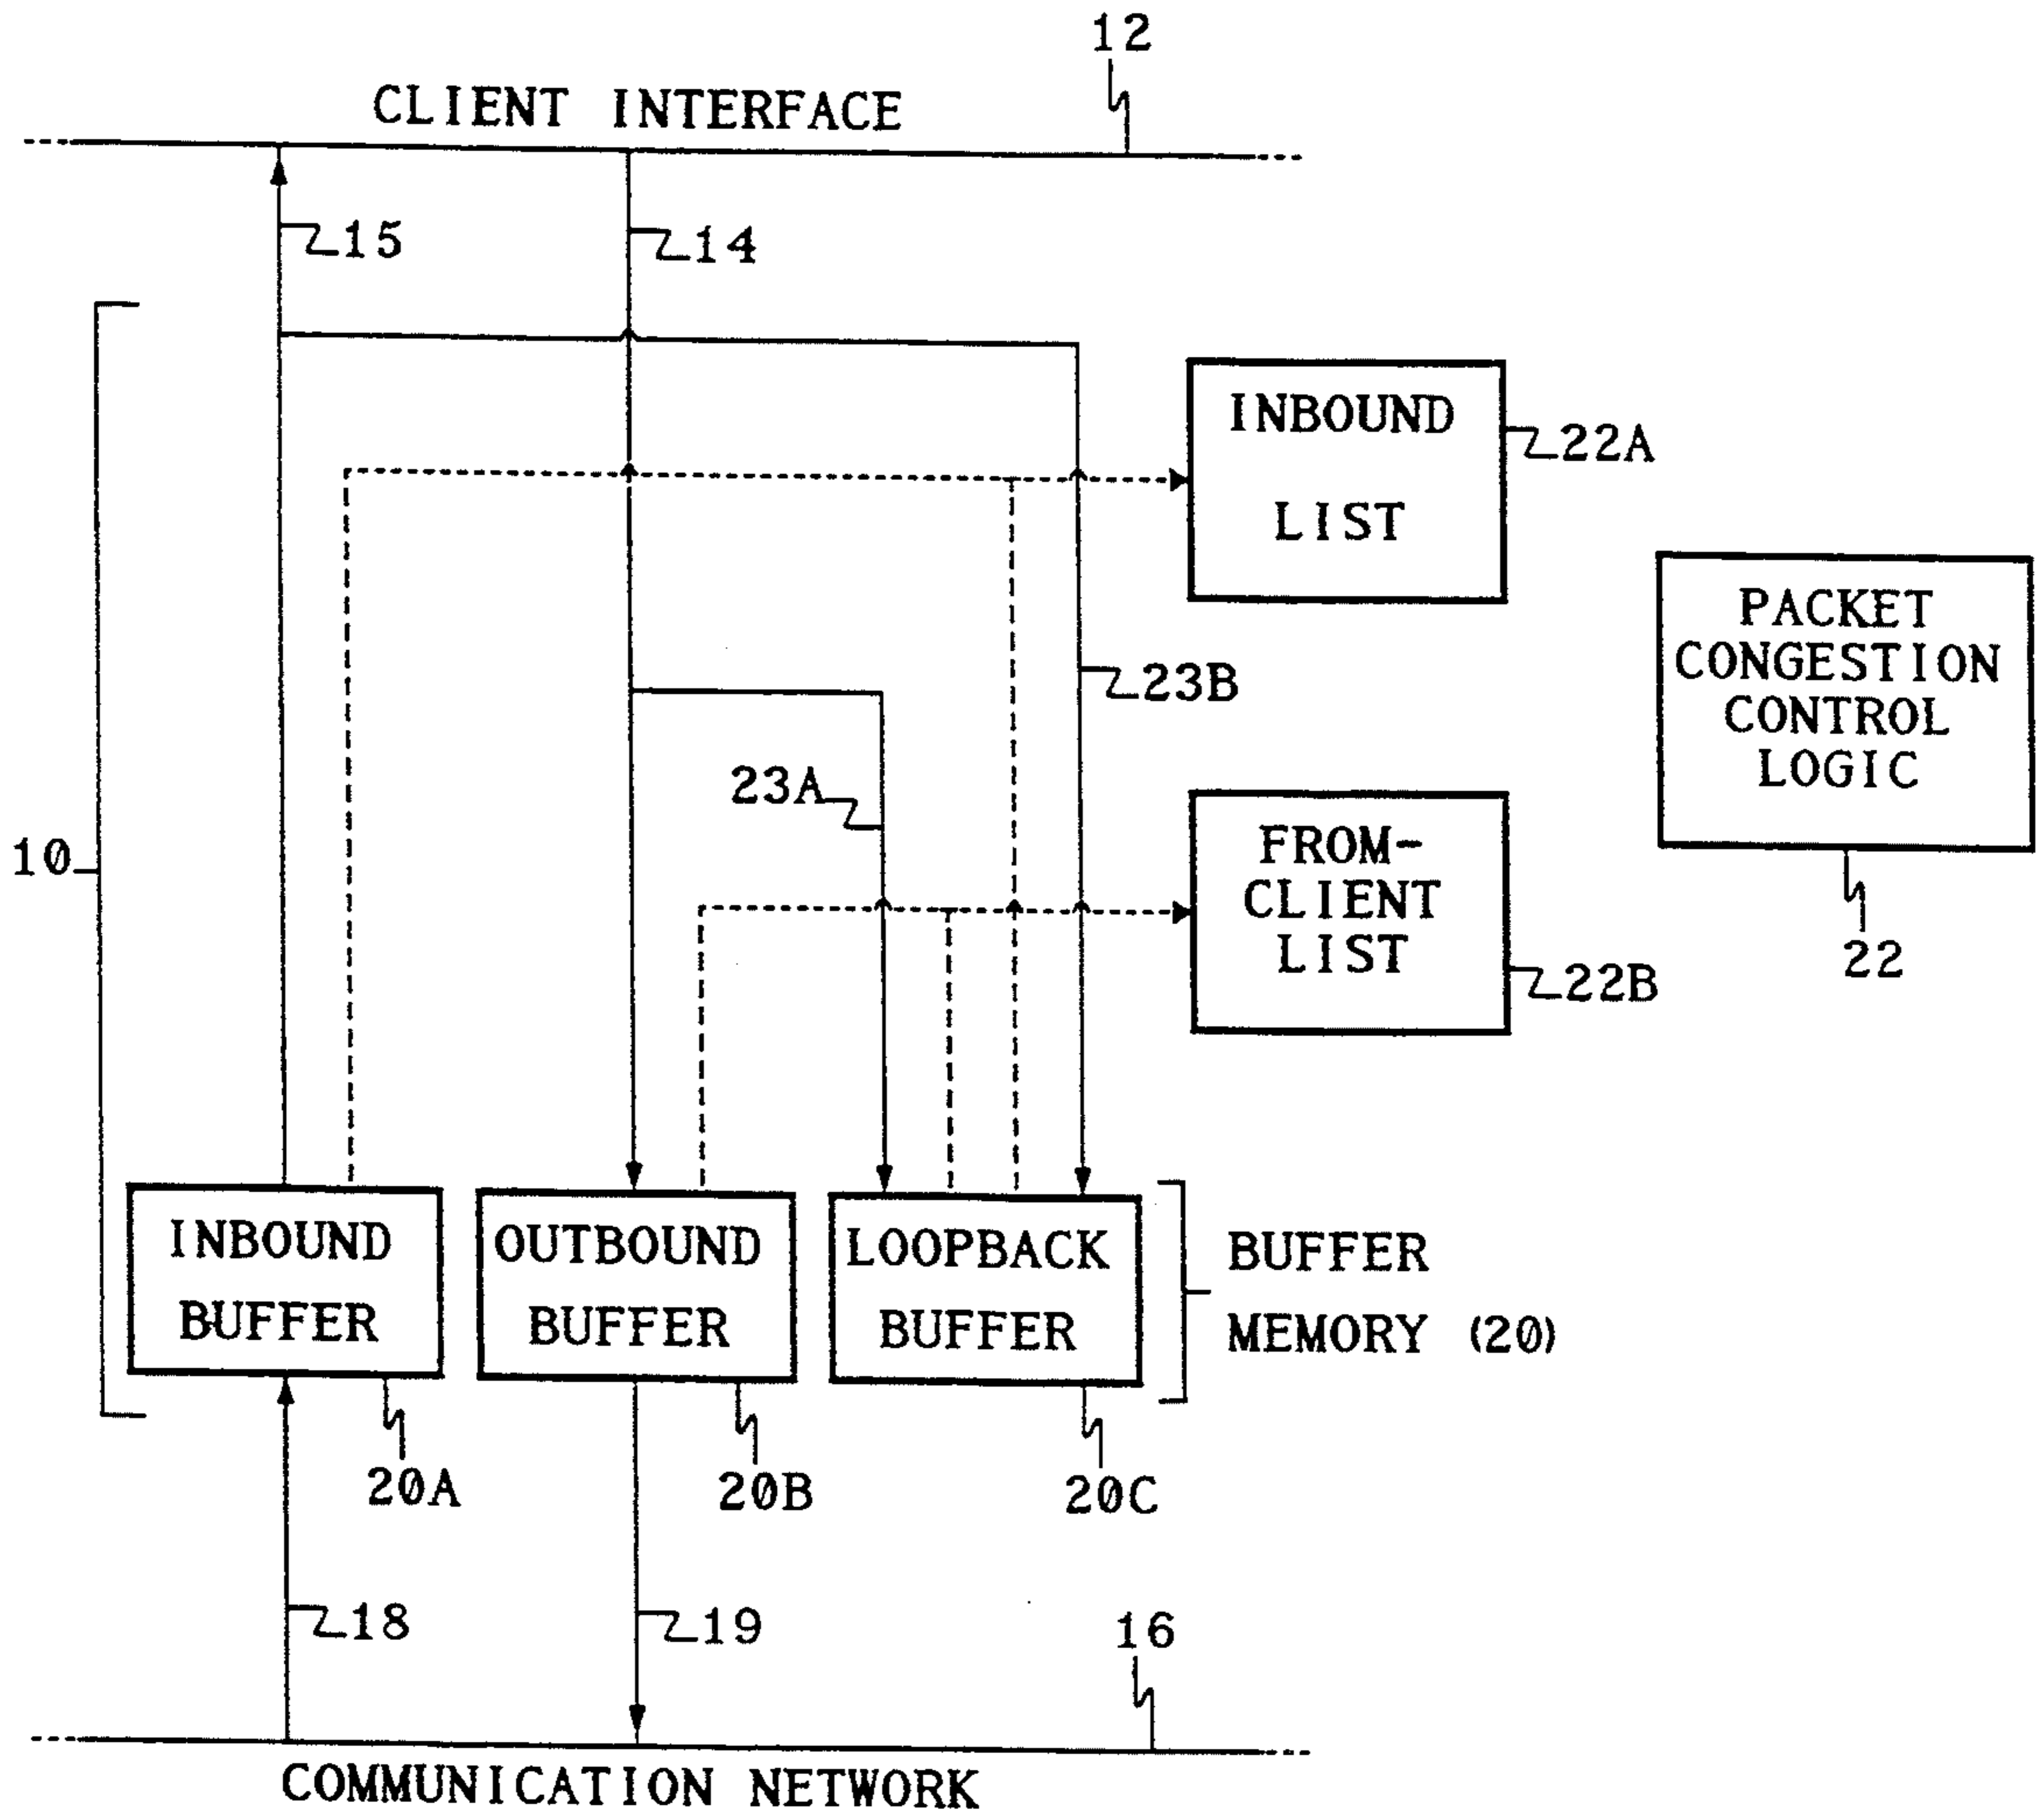 12
CLIENT INTERFACE
15
14
INBOUND
LIST
22A
PACKET
CONGESTION
CONTROL
LOGIC
22
23B
23A
10
FROM-
CLIENT
LIST
22B
INBOUND
BUFFER
OUTBOUND
BUFFER
LOOPBACK
BUFFER
BUFFER
MEMORY (20)
20A
20B
20C
18
19
16
COMMUNICATION NETWORK